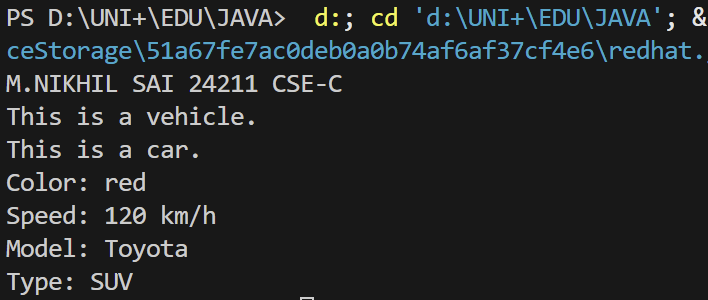 PS D:\UNI+\EDU\JAVA>  d:; cd 'd:\UNI+\EDU\JAVA'; &
ceStorage\51a67fe7ac0deb0a0b74af6af37cf4e6\redhat.
M.NIKHIL SAI 24211 CSE-C
This is a vehicle.
This is a car.
Color: red
Speed: 120 km/h
Model: Toyota
Type: SUV